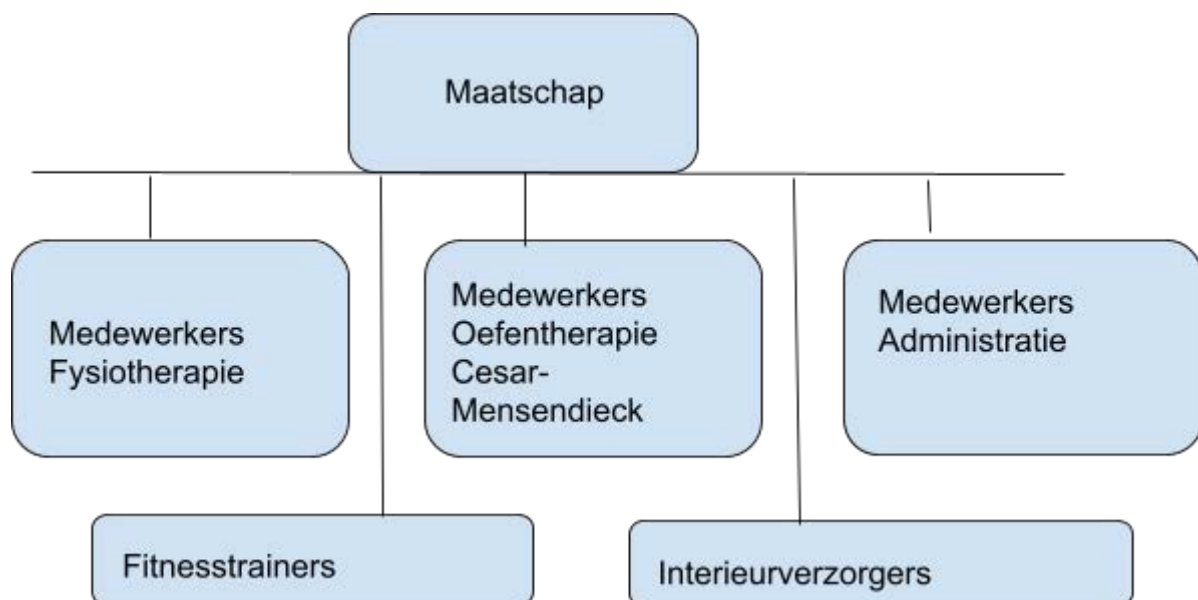 Maatschap
Medewerkers
Fysiotherapie
Medewerkers
Oefentherapie
Cesar-
Mensendieck
Medewerkers
Administratie
Fitnesstrainers
Interieurverzorgers